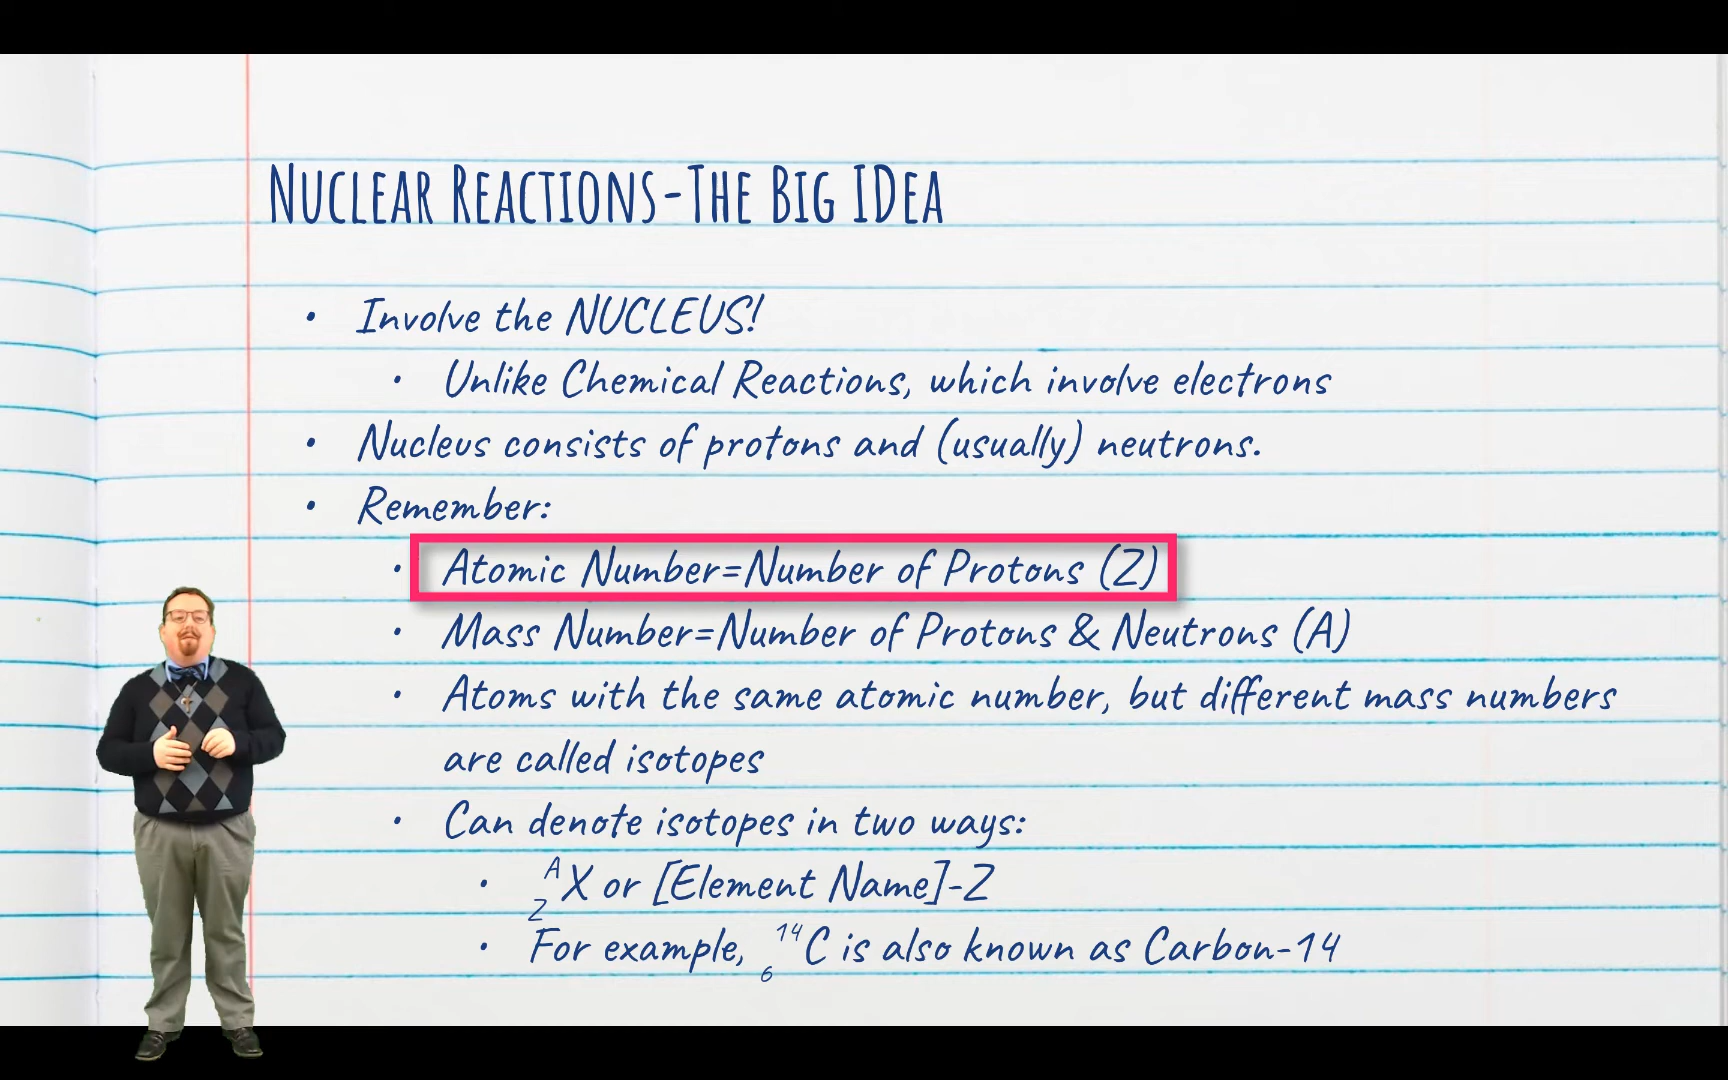 Nuclear Reactions-The Big IDea
• Involve the NUCLEUS!
• Unlike Chemical Reactions, which involve electrons
• Nucleus consists of protons and (usually) neutrons.
• Remember:
• Atomic Number=Number of Protons (Z)
• Mass Number=Number of Protons & Neutrons (A)
• Atoms with the same atomic number, but different mass numbers
are called isotopes
• Can denote isotopes in two ways:
• ᴬ_Z X or [Element Name]-Z
• For example, ¹⁴₆C is also known as Carbon-14